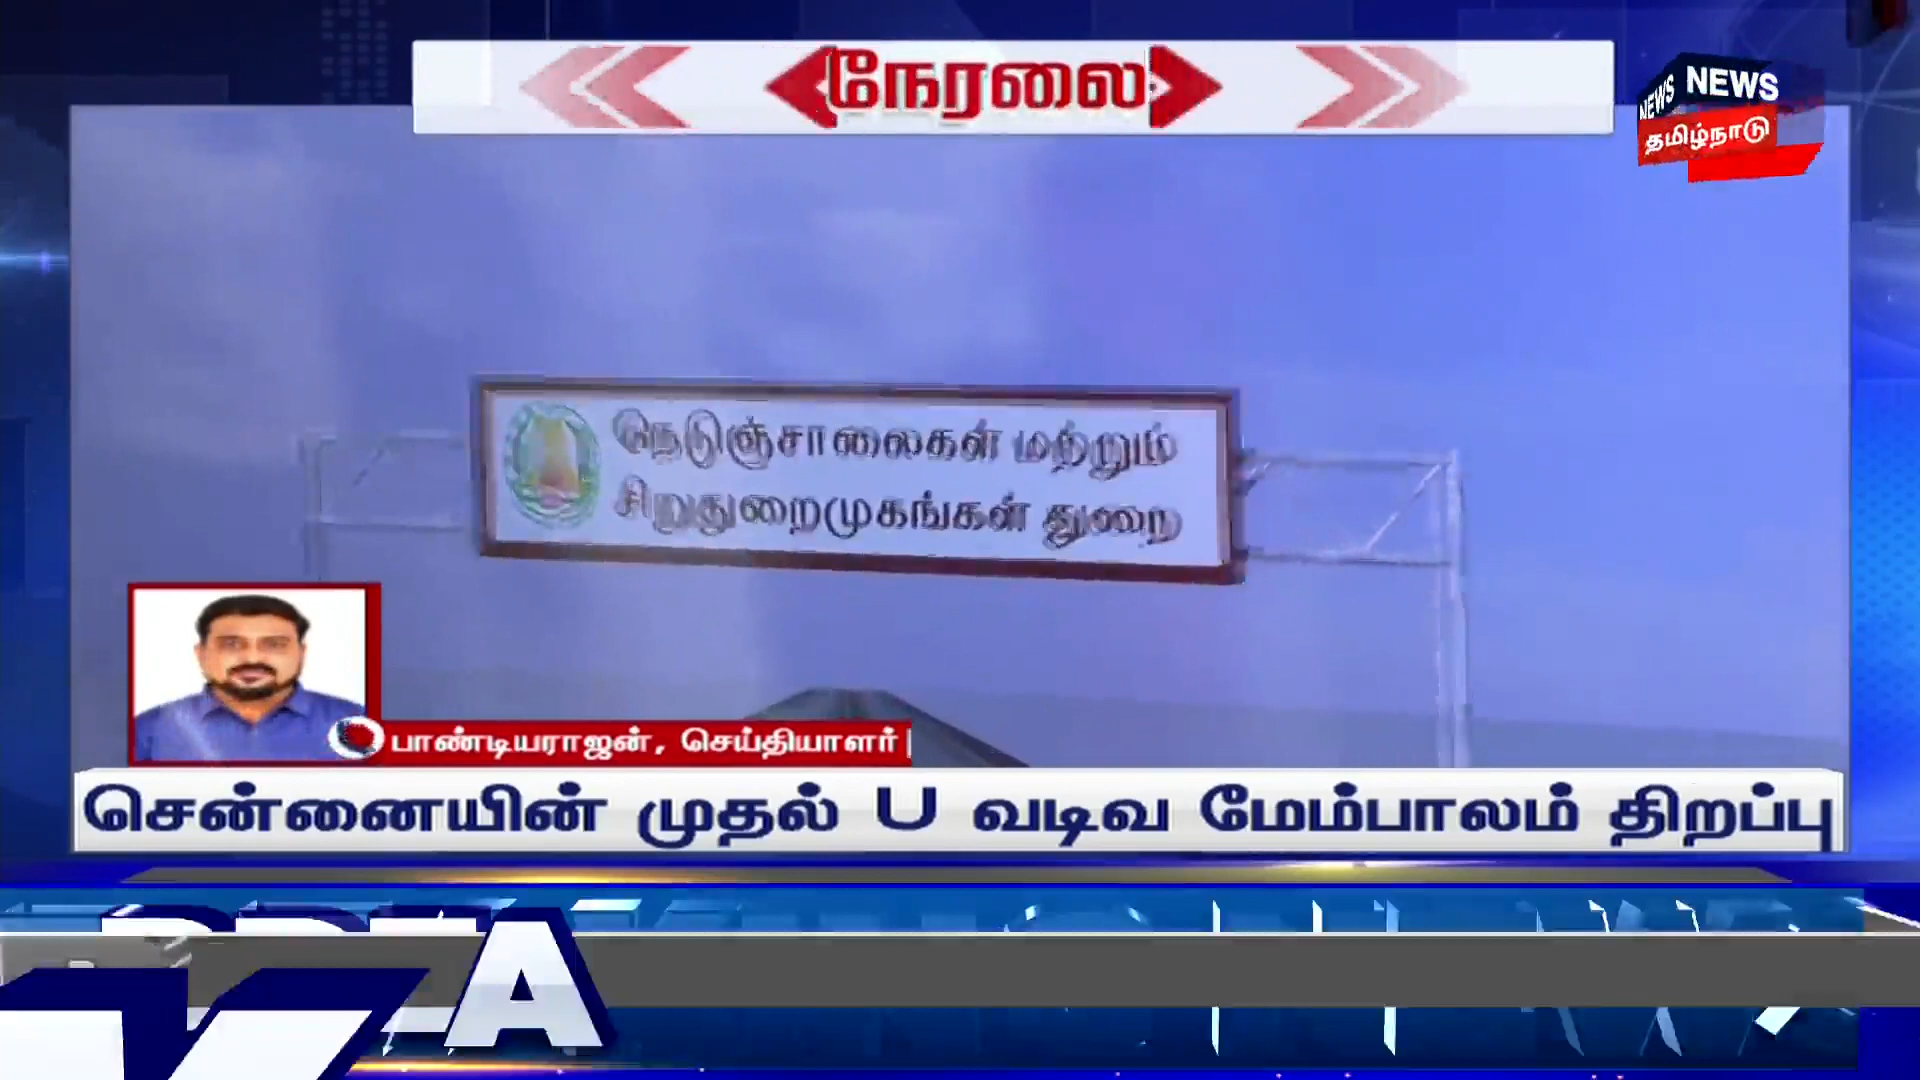 நேரலை
NEWS NEWS
தமிழ்நாடு
நெடுஞ்சாலைகள் மற்றும்
சிறுதுறைமுகங்கள் துறை
பாண்டியராஜன், செய்தியாளர்
சென்னையின் முதல் U வடிவ மேம்பாலம் திறப்பு